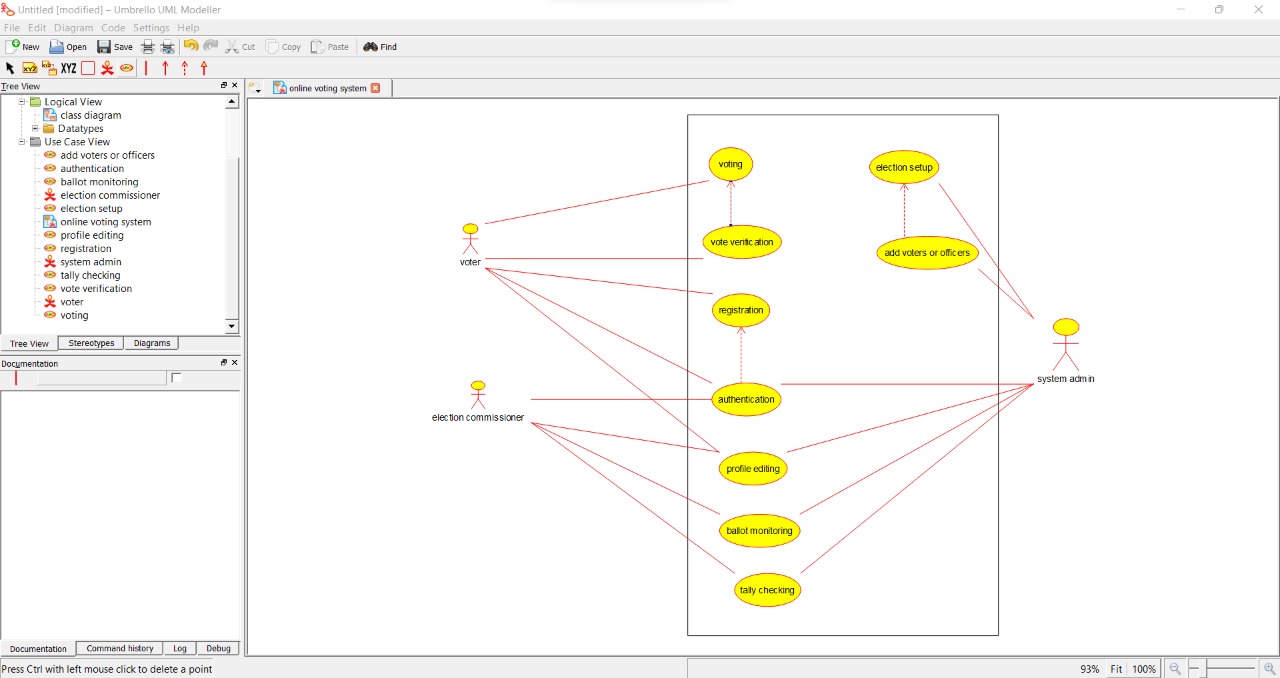 Untitled [modified] – Umbrello UML Modeller
File Edit Diagram Code Settings Help
New Open Save Cut Copy Paste Find
XYZ
Tree View
online voting system
Logical View
class diagram
Datatypes
Use Case View
add voters or officers
authentication
ballot monitoring
election commissioner
election setup
online voting system
profile editing
registration
system admin
tally checking
vote verification
voter
voting
Tree View Stereotypes Diagrams
Documentation
Documentation Command history Log Debug
voting
election setup
vote verification
add voters or officers
voter
registration
system admin
authentication
election commissioner
profile editing
ballot monitoring
tally checking
Press Ctrl with left mouse click to delete a point
93% Fit 100%